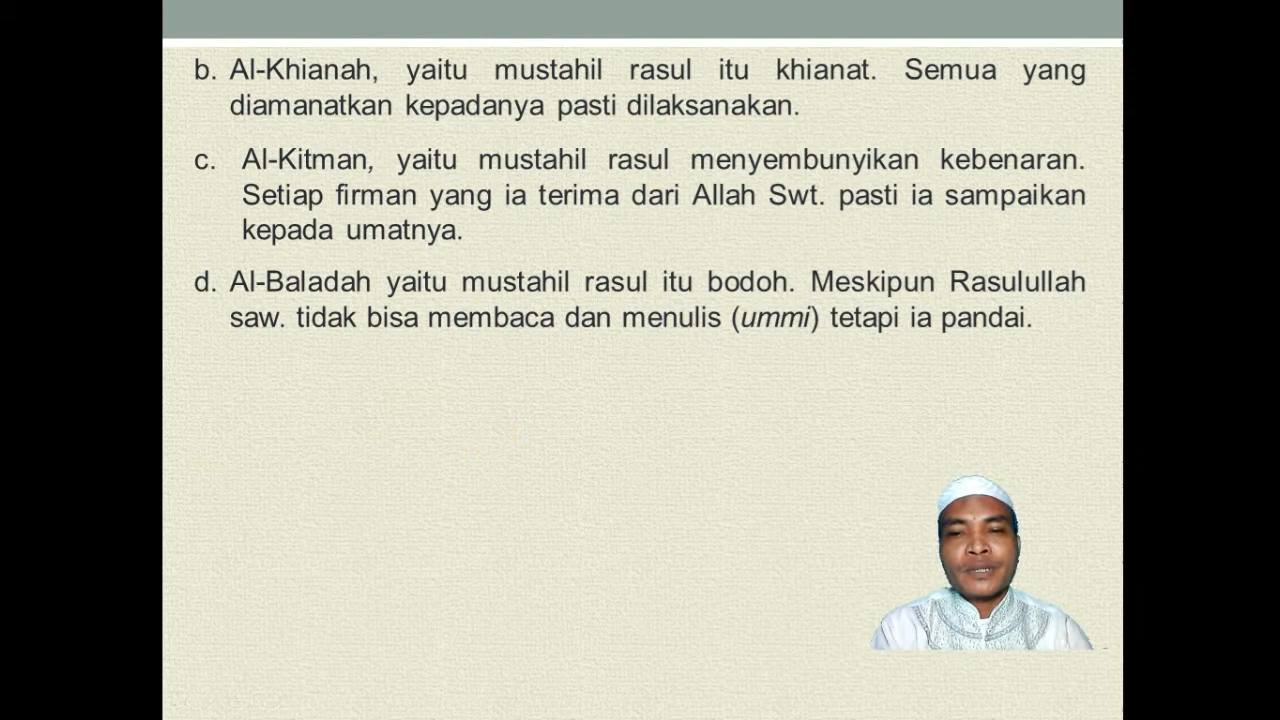 b. Al-Khianah, yaitu mustahil rasul itu khianat. Semua yang
diamanatkan kepadanya pasti dilaksanakan.
c. Al-Kitman, yaitu mustahil rasul menyembunyikan kebenaran.
Setiap firman yang ia terima dari Allah Swt. pasti ia sampaikan
kepada umatnya.
d. Al-Baladah yaitu mustahil rasul itu bodoh. Meskipun Rasulullah
saw. tidak bisa membaca dan menulis (ummi) tetapi ia pandai.